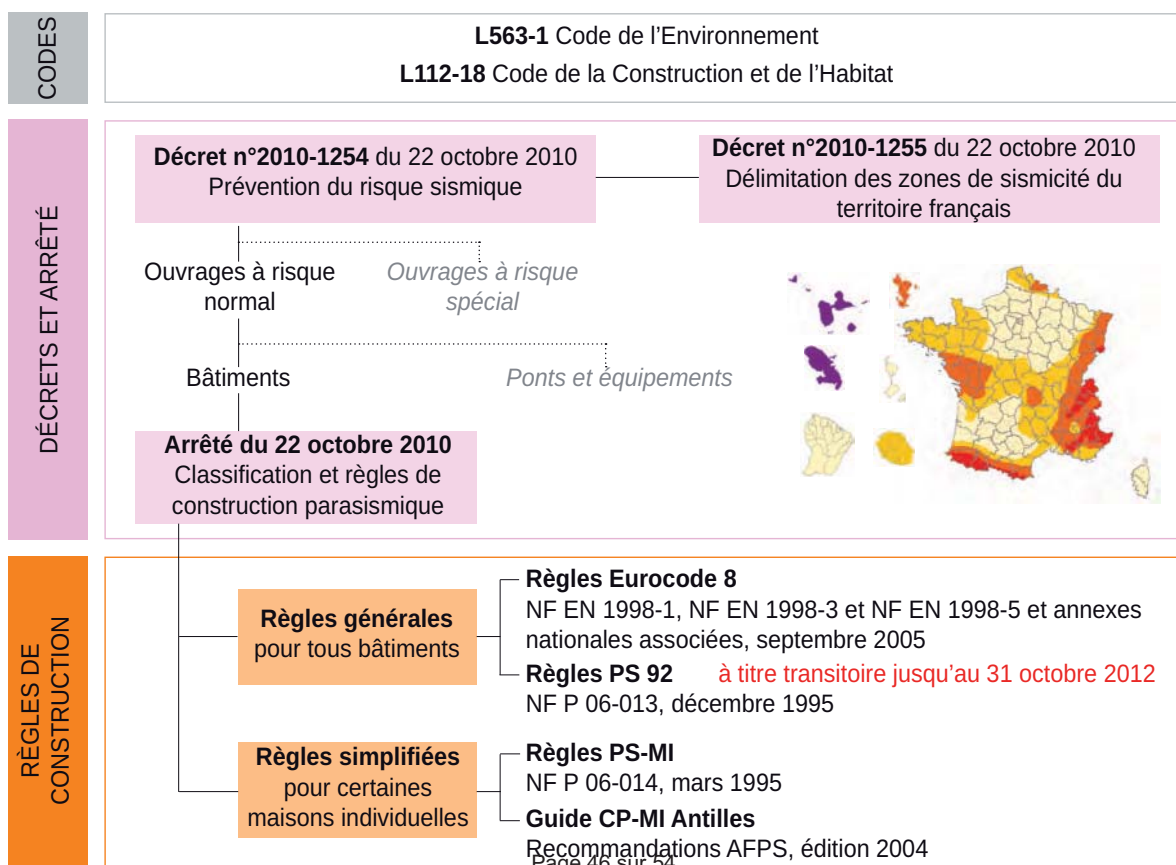 CODES
L563-1 Code de l’Environnement
L112-18 Code de la Construction et de l’Habitat
DÉCRETS ET ARRÊTÉ
Décret n°2010-1254 du 22 octobre 2010
Prévention du risque sismique
Décret n°2010-1255 du 22 octobre 2010
Délimitation des zones de sismicité du
territoire français
Ouvrages à risque
normal
Ouvrages à risque
spécial
Bâtiments
Ponts et équipements
Arrêté du 22 octobre 2010
Classification et règles de
construction parasismique
RÈGLES DE
CONSTRUCTION
Règles générales
pour tous bâtiments
Règles Eurocode 8
NF EN 1998-1, NF EN 1998-3 et NF EN 1998-5 et annexes
nationales associées, septembre 2005
Règles PS 92 à titre transitoire jusqu’au 31 octobre 2012
NF P 06-013, décembre 1995
Règles simplifiées
pour certaines
maisons individuelles
Règles PS-MI
NF P 06-014, mars 1995
Guide CP-MI Antilles
Recommandations AFPS, édition 2004
Page 46 sur 54